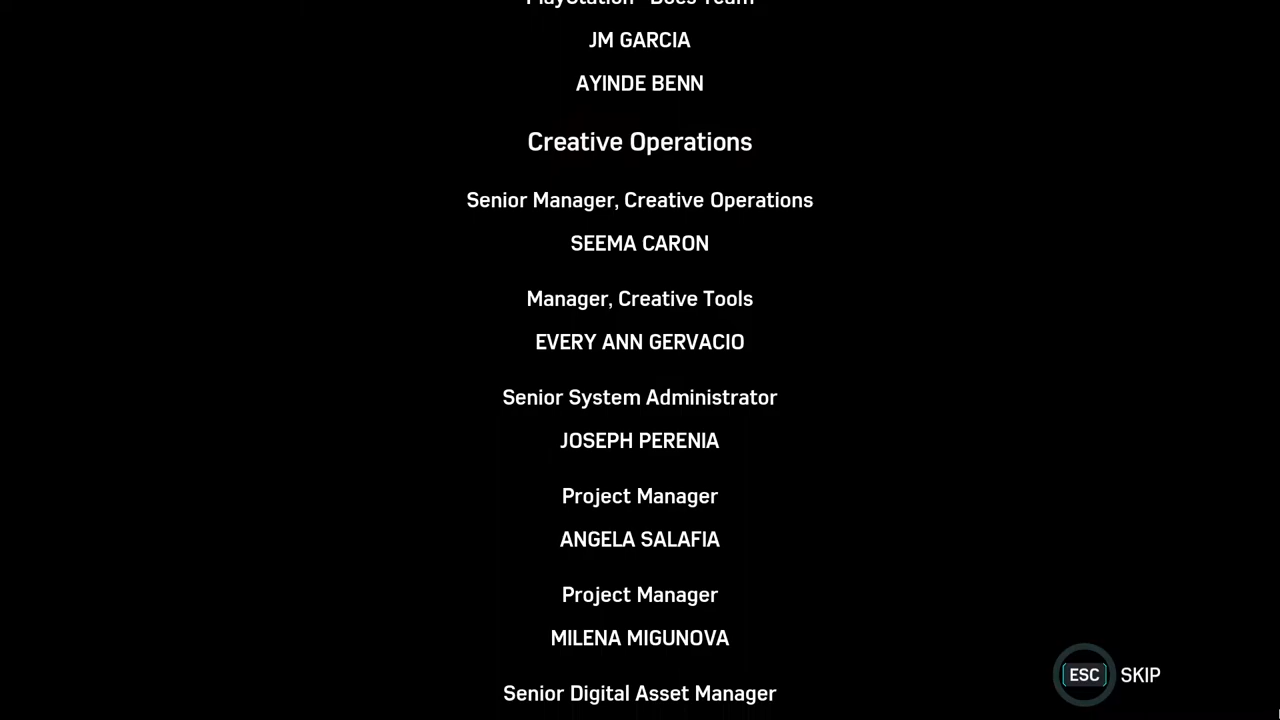 JM GARCIA
AYINDE BENN
Creative Operations
Senior Manager, Creative Operations
SEEMA CARON
Manager, Creative Tools
EVERY ANN GERVACIO
Senior System Administrator
JOSEPH PERENIA
Project Manager
ANGELA SALAFIA
Project Manager
MILENA MIGUNOVA
Senior Digital Asset Manager
ESC SKIP